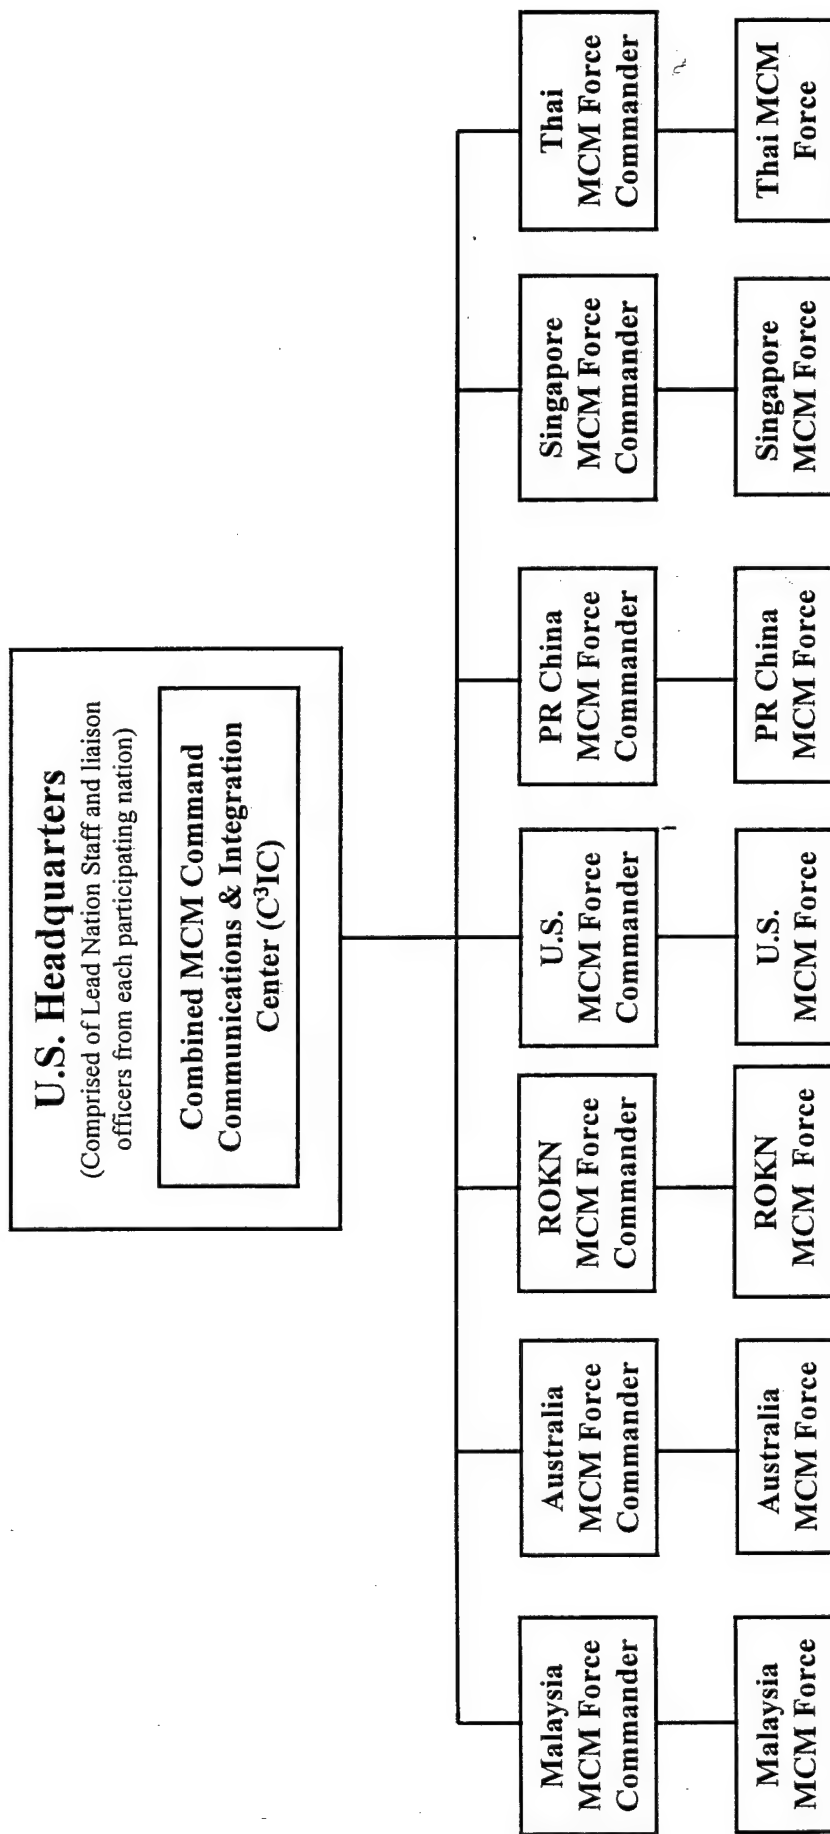 U.S. Headquarters
((Comprised of Lead Nation Staff and liaison
officers from each participating nation)
Combined MCM Command
Communications & Integration
Center (C³IC)
Malaysia
MCM Force
Commander
Australia
MCM Force
Commander
ROKN
MCM Force
Commander
U.S.
MCM Force
Commander
PR China
MCM Force
Commander
Singapore
MCM Force
Commander
Thai
MCM Force
Commander
Malaysia
MCM Force
Australia
MCM Force
ROKN
MCM Force
U.S.
MCM Force
PR China
MCM Force
Singapore
MCM Force
Thai MCM
Force